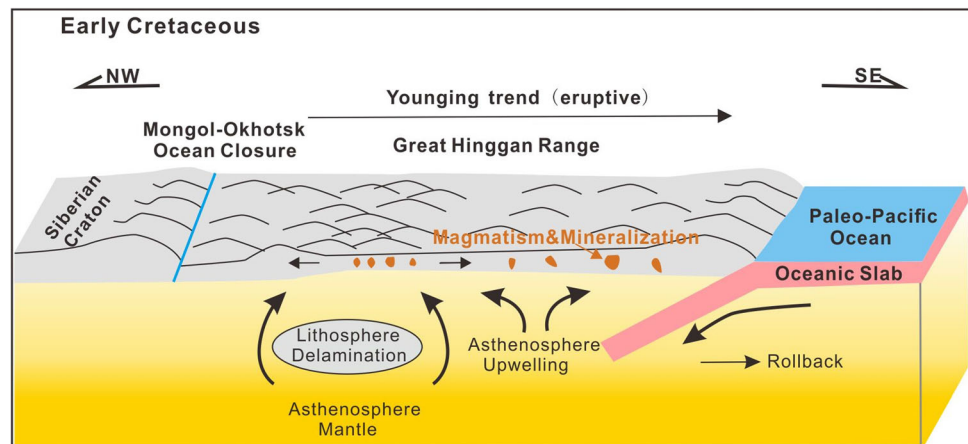 Early Cretaceous
NW
SE
Younging trend（eruptive）
Mongol-Okhotsk
Ocean Closure
Great Hinggan Range
Siberian
Craton
Paleo-Pacific
Ocean
Magmatism&Mineralization
Oceanic Slab
Lithosphere
Delamination
Asthenosphere
Upwelling
Rollback
Asthenosphere
Mantle